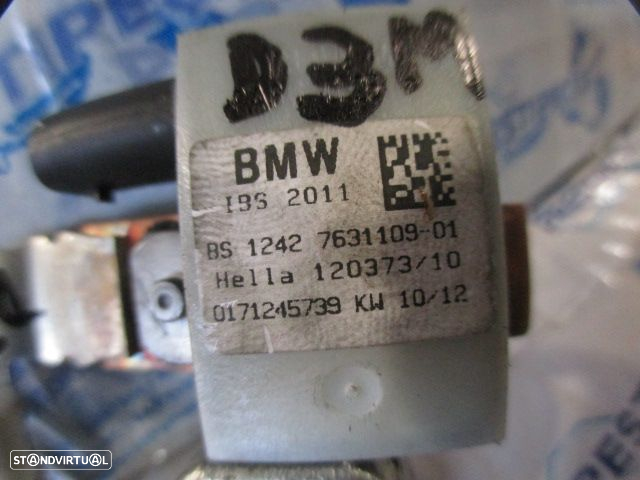 D3M
BMW
IBS 2011
BS 1242 7631109-01
Hella 120373/10
0171245739 KW 10/12
STANDVIRTUAL